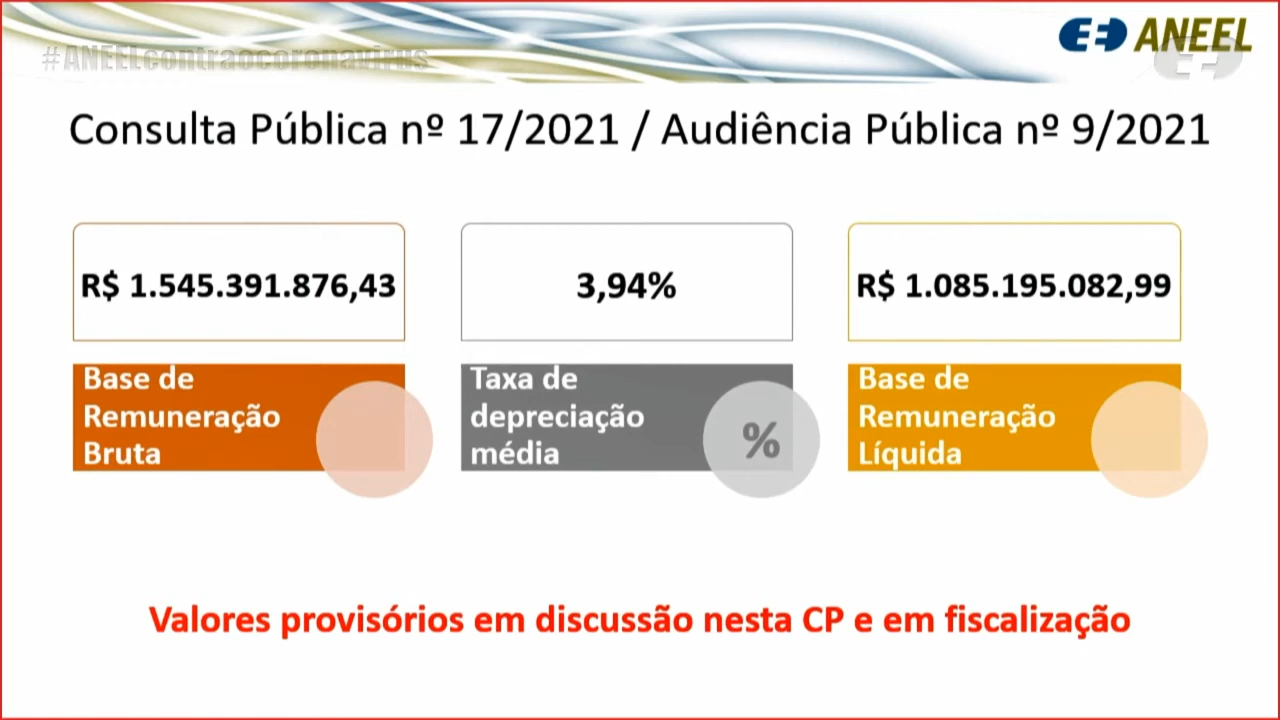 #ANEELcontraocoronavirus
ANEEL
Consulta Pública nº 17/2021 / Audiência Pública nº 9/2021
R$ 1.545.391.876,43
3,94%
R$ 1.085.195.082,99
Base de
Remuneração
Bruta
Taxa de
depreciação
média
%
Base de
Remuneração
Líquida
Valores provisórios em discussão nesta CP e em fiscalização